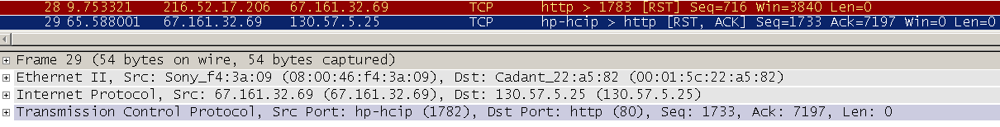 28 9.753321 216.52.17.206 67.161.32.69 TCP http > 1783 [RST] Seq=716 Win=3840 Len=0
29 65.588001 67.161.32.69 130.57.5.25 TCP hp-hcip > http [RST, ACK] Seq=1733 Ack=7197 Win=0 Len=0
Frame 29 (54 bytes on wire, 54 bytes captured)
Ethernet II, Src: Sony_f4:3a:09 (08:00:46:f4:3a:09), Dst: Cadant_22:a5:82 (00:01:5c:22:a5:82)
Internet Protocol, Src: 67.161.32.69 (67.161.32.69), Dst: 130.57.5.25 (130.57.5.25)
Transmission Control Protocol, Src Port: hp-hcip (1782), Dst Port: http (80), Seq: 1733, Ack: 7197, Len: 0